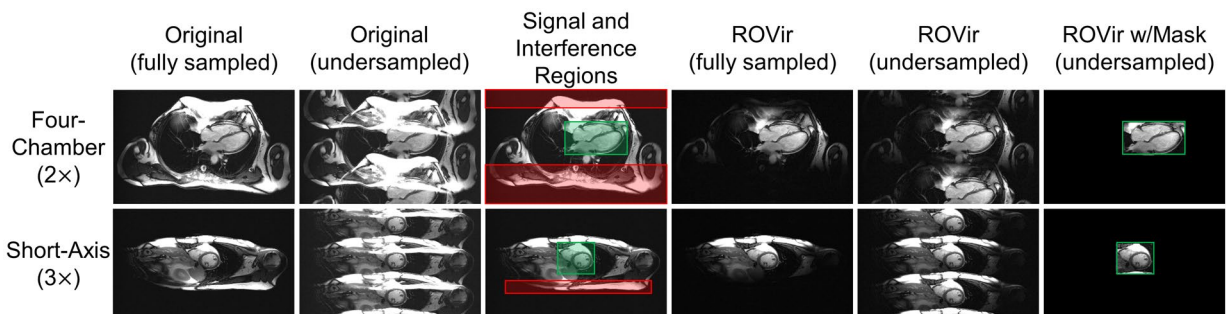 Original
(fully sampled)
Original
(undersampled)
Signal and
Interference
Regions
ROVir
(fully sampled)
ROVir
(undersampled)
ROVir w/Mask
(undersampled)
Four-
Chamber
(2×)
Short-Axis
(3×)